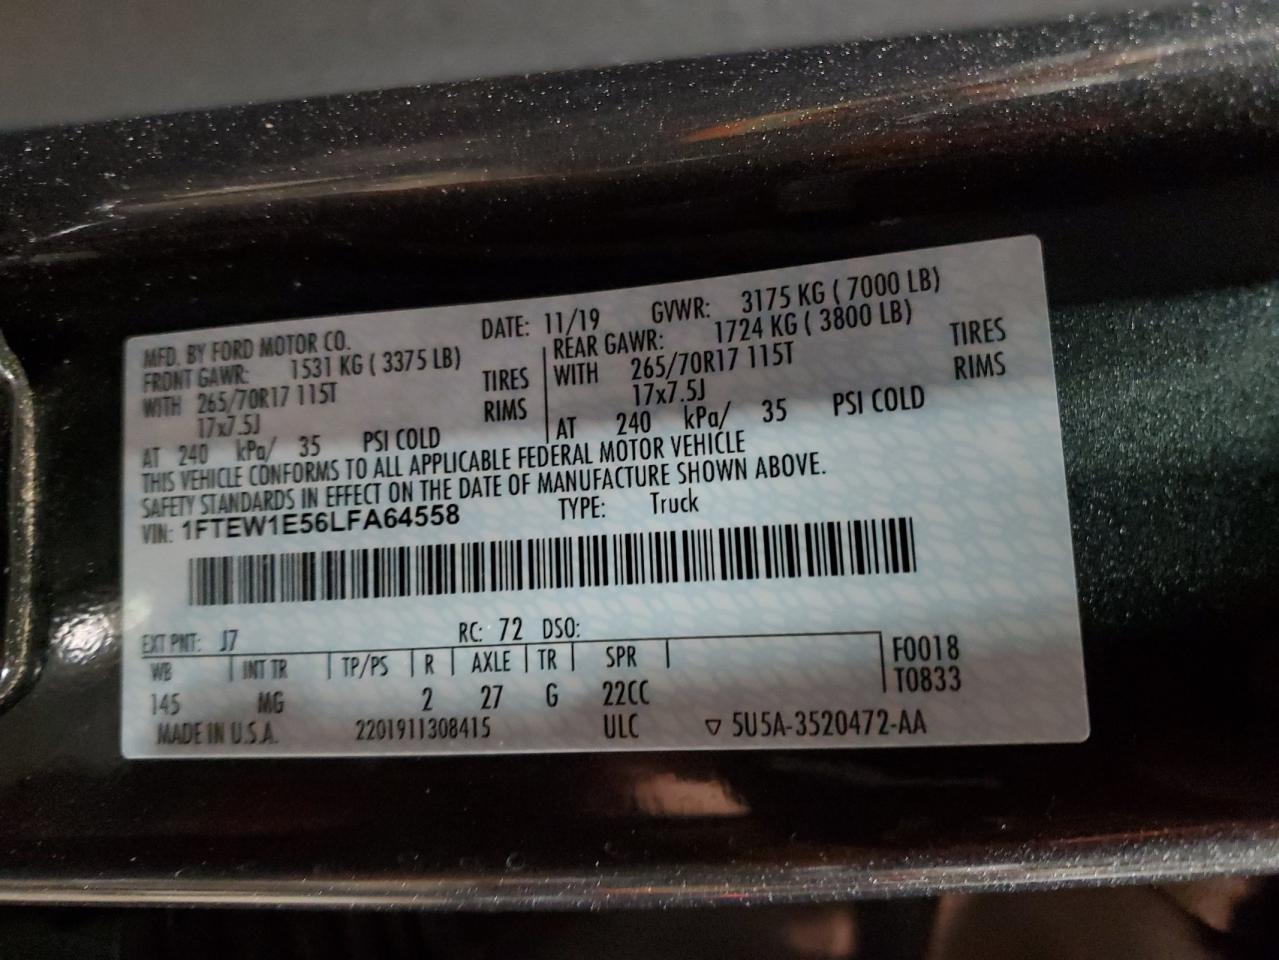 MFD. BY FORD MOTOR CO.
DATE: 11/19 GVWR: 3175 KG ( 7000 LB)
FRONT GAWR: 1531 KG ( 3375 LB)
WITH 265/70R17 115T TIRES
17x7.5J RIMS
AT 240 kPa/ 35 PSI COLD
REAR GAWR: 1724 KG ( 3800 LB)
WITH 265/70R17 115T TIRES
17x7.5J RIMS
AT 240 kPa/ 35 PSI COLD
THIS VEHICLE CONFORMS TO ALL APPLICABLE FEDERAL MOTOR VEHICLE
SAFETY STANDARDS IN EFFECT ON THE DATE OF MANUFACTURE SHOWN ABOVE.
VIN: 1FTEW1E56LFA64558 TYPE: Truck
EXT PNT: J7 RC: 72 DSO:
WB INT TR TP/PS R AXLE TR SPR F0018
145 MG 2 27 G 22CC T0833
MADE IN U.S.A. 2201911308415 ULC ▽ 5U5A-3520472-AA